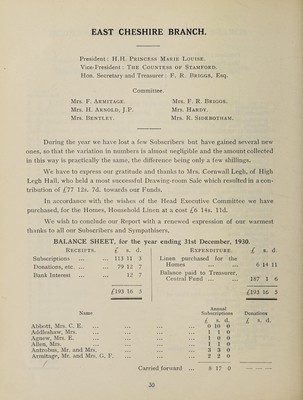 EAST CHESHIRE BRANCH.
President: H.H. Princess Marie Louise.
Vice-President: The Countess of Stamford.
Hon. Secretary and Treasurer: F. R. Briggs, Esq.
Committee.
Mrs. F. Armitage. Mrs. F. R. Briggs.
Mrs. H. Arnold, J.P. Mrs. Hardy.
Mrs. Bentley. Mrs. R. Sidebotham.
During the year we have lost a few Subscribers but have gained several new
ones, so that the variation in numbers is almost negligible and the amount collected
in this way is practically the same, the difference being only a few shillings.
We have to express our gratitude and thanks to Mrs. Cornwall Legh, of High
Legh Hall, who held a most successful Drawing-room Sale which resulted in a con-
tribution of £77 12s. 7d. towards our Funds.
In accordance with the wishes of the Head Executive Committee we have
purchased, for the Homes, Household Linen at a cost £6 14s. 11d.
We wish to conclude our Report with a renewed expression of our warmest
thanks to all our Subscribers and Sympathisers.
BALANCE SHEET, for the year ending 31st December, 1930.
Receipts. £ s. d. Expenditure. £ s. d.
Subscriptions ... 113 11 3 Linen purchased for the
Donations, etc. ... 79 12 7 Homes ... 6 14 11
Bank Interest ... 12 7 Balance paid to Treasurer,
Central Fund ... 187 1 6
£193 16 5 £193 16 5
Name Annual Subscriptions Donations
£ s. d. £ s. d.
Abbott, Mrs. C. E. ... 0 10 0
Addleshaw, Mrs. ... 1 1 0
Agnew, Mrs. E. ... 1 0 0
Allen, Mrs. ... 1 1 0
Antrobus, Mr. and Mrs. ... 3 3 0
Armitage, Mr. and Mrs. G. F. ... 2 2 0
Carried forward ... 8 17 0 — — —
50